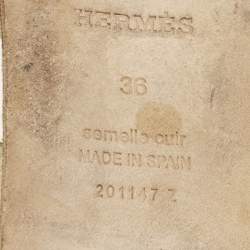 HERMÈS
36
semelle cuir
MADE IN SPAIN
201147 Z